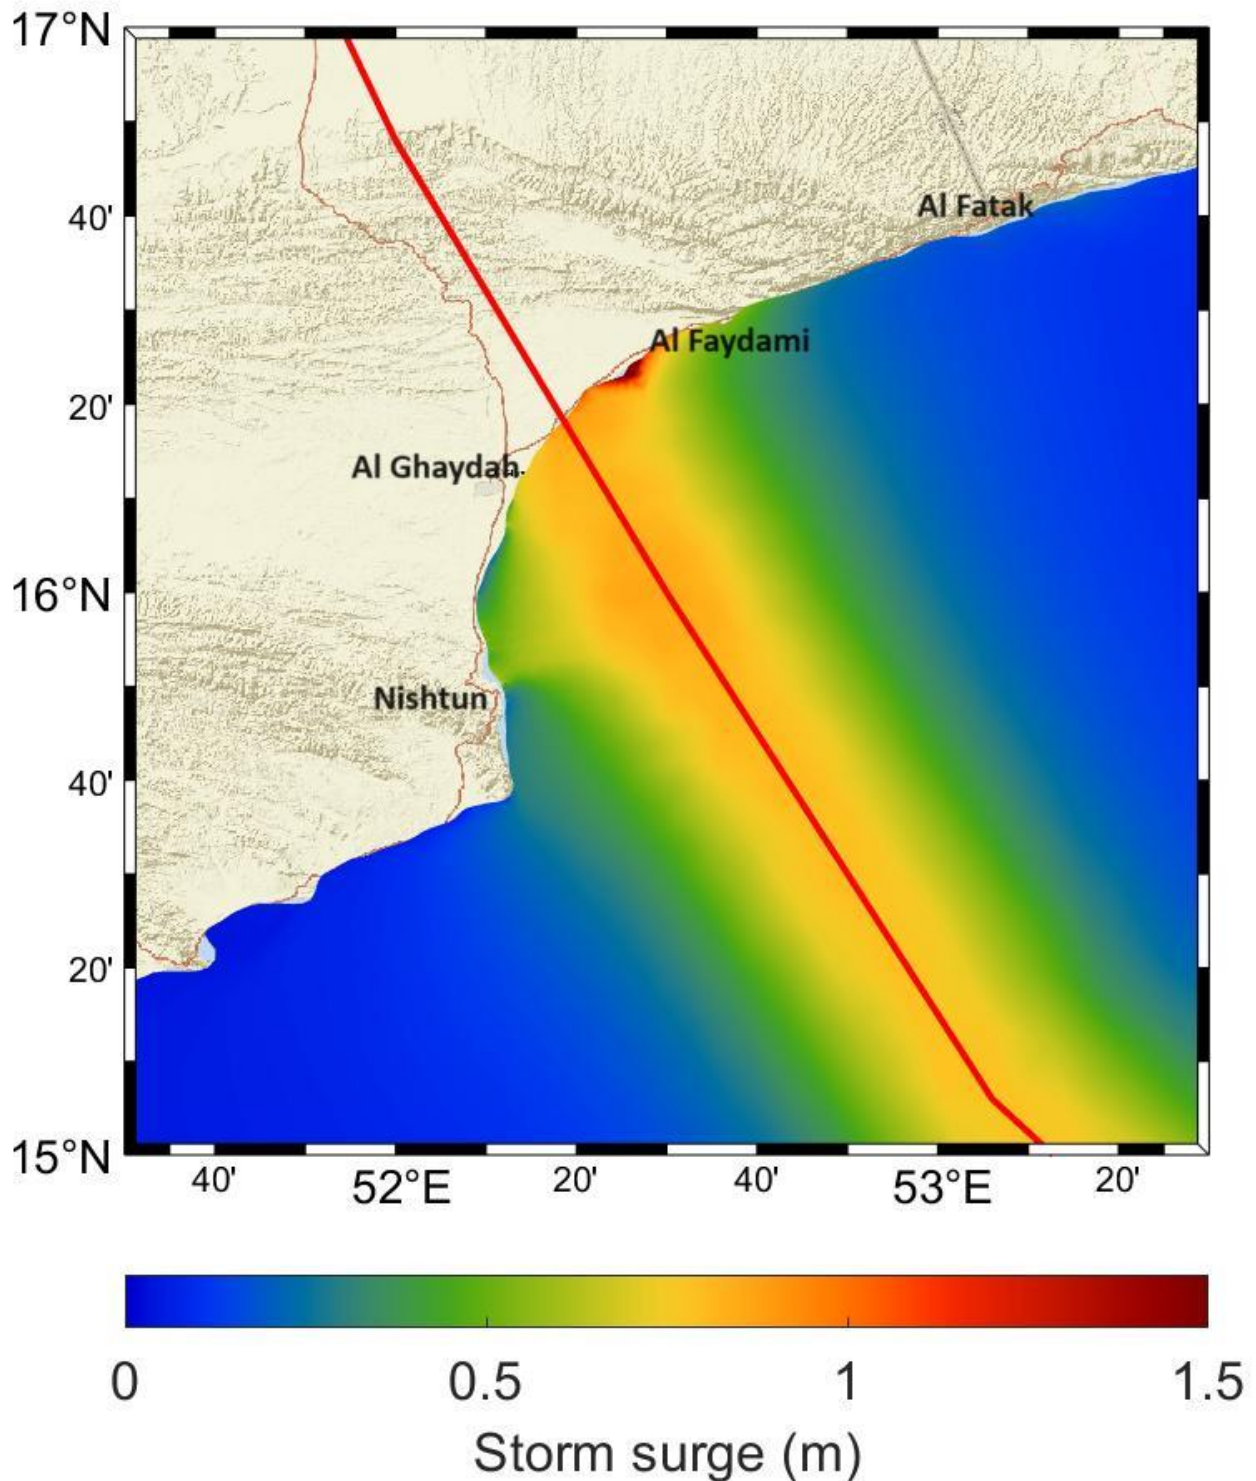 17°N
Al Fatak
40'
Al Faydami
20'
Al Ghaydah
16°N
Nishtun
40'
20'
15°N
40' 52°E 20' 40' 53°E 20'
0 0.5 1 1.5
Storm surge (m)